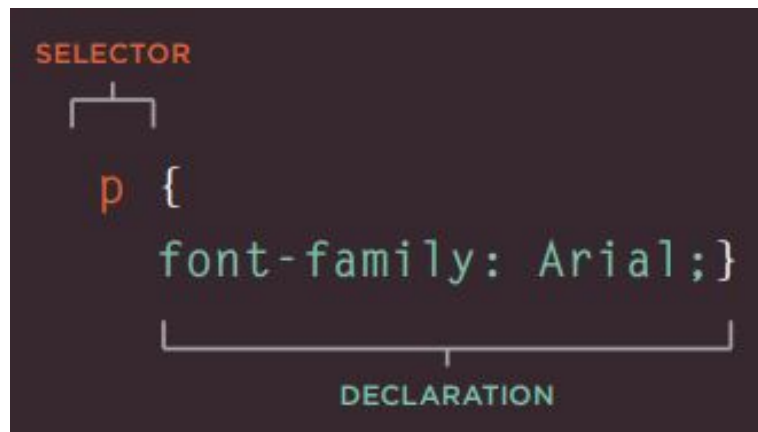 SELECTOR
p {
font-family: Arial;}
DECLARATION